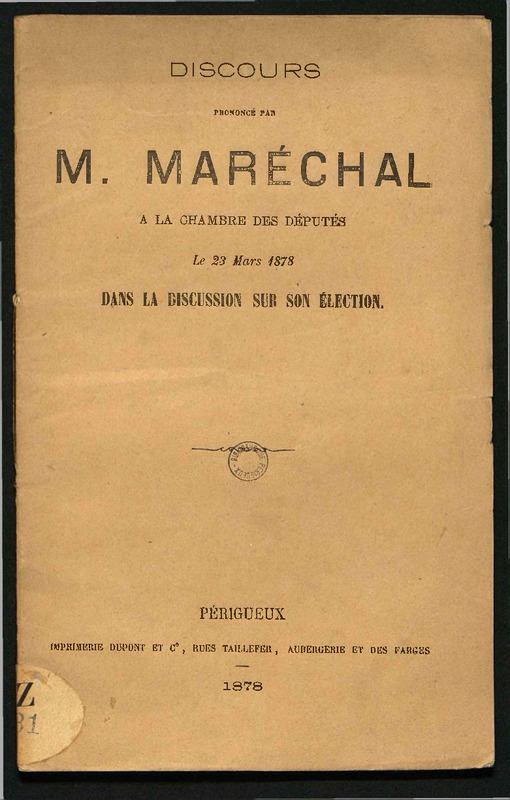 DISCOURS
PRONONCÉ PAR
M. MARÉCHAL
A LA CHAMBRE DES DÉPUTÉS
Le 23 Mars 1878
DANS LA DISCUSSION SUR SON ÉLECTION.
PÉRIGUEUX
IMPRIMERIE DUPONT ET Ce, RUES TAILLEFER, AUBERGERIE ET DES FARGES
1878
Z
31